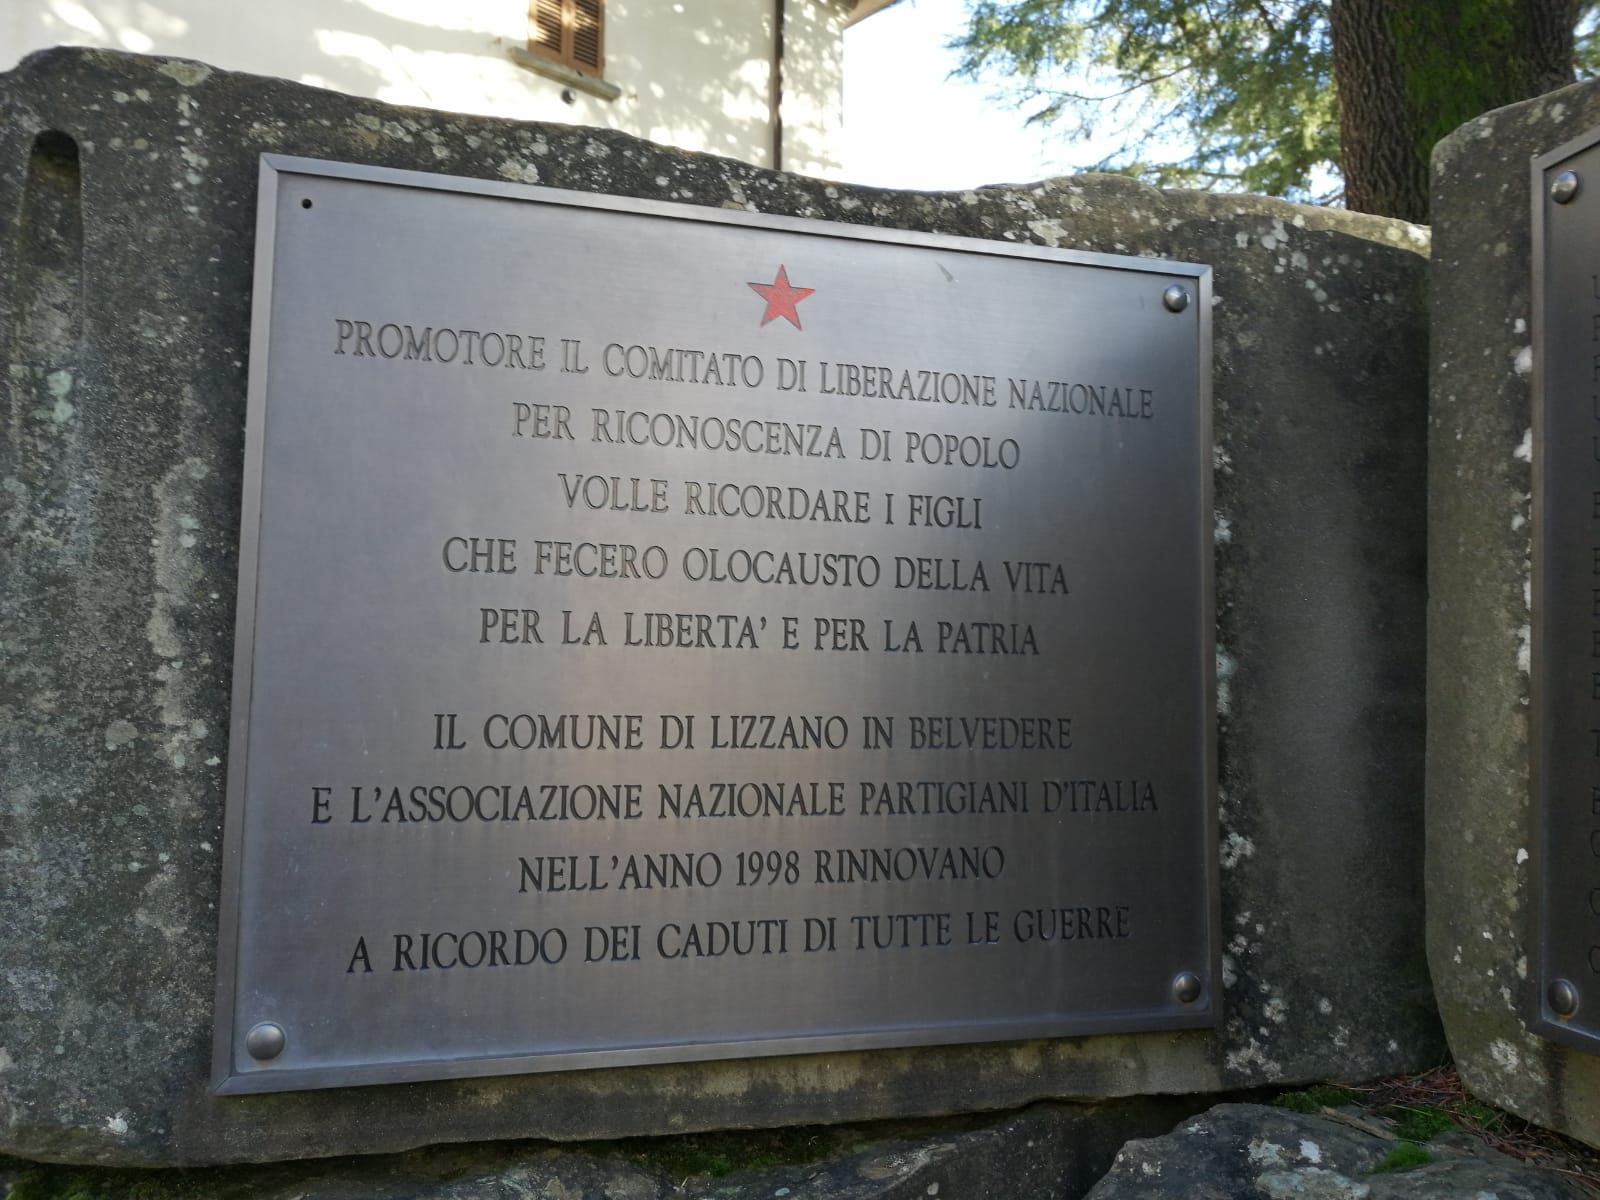 PROMOTORE IL COMITATO DI LIBERAZIONE NAZIONALE
PER RICONOSCENZA DI POPOLO
VOLLE RICORDARE I FIGLI
CHE FECERO OLOCAUSTO DELLA VITA
PER LA LIBERTA' E PER LA PATRIA
IL COMUNE DI LIZZANO IN BELVEDERE
E L'ASSOCIAZIONE NAZIONALE PARTIGIANI D'ITALIA
NELL'ANNO 1998 RINNOVANO
A RICORDO DEI CADUTI DI TUTTE LE GUERRE